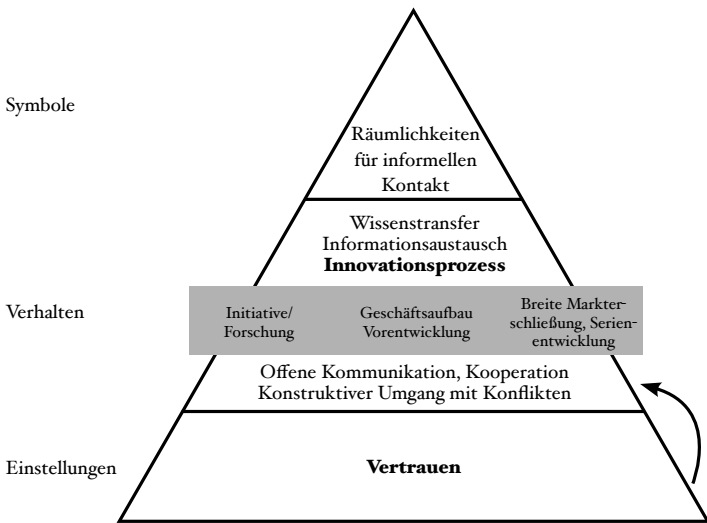 Symbole
Räumlichkeiten
für informellen
Kontakt
Wissenstransfer
Informationsaustausch
Innovationsprozess
Verhalten
Initiative/
Forschung
Geschäftsaufbau
Vorentwicklung
Breite Markter-
schließung, Serien-
entwicklung
Offene Kommunikation, Kooperation
Konstruktiver Umgang mit Konflikten
Einstellungen
Vertrauen